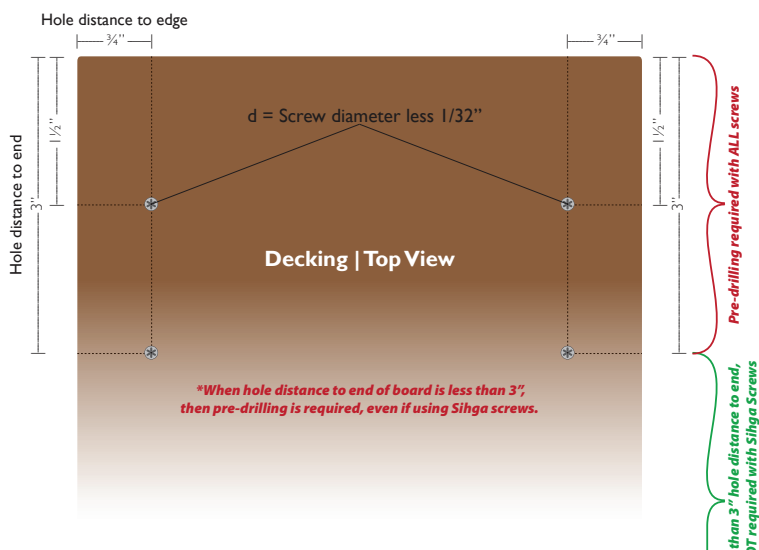 Hole distance to edge
¾"
¾"
d = Screw diameter less 1/32”
1½"
3"
Hole distance to end
1½"
3"
Decking | Top View
*When hole distance to end of board is less than 3”,
then pre-drilling is required, even if using Sihga screws.
Pre-drilling required with ALL screws
than 3” hole distance to end,
required with Sihga Screws